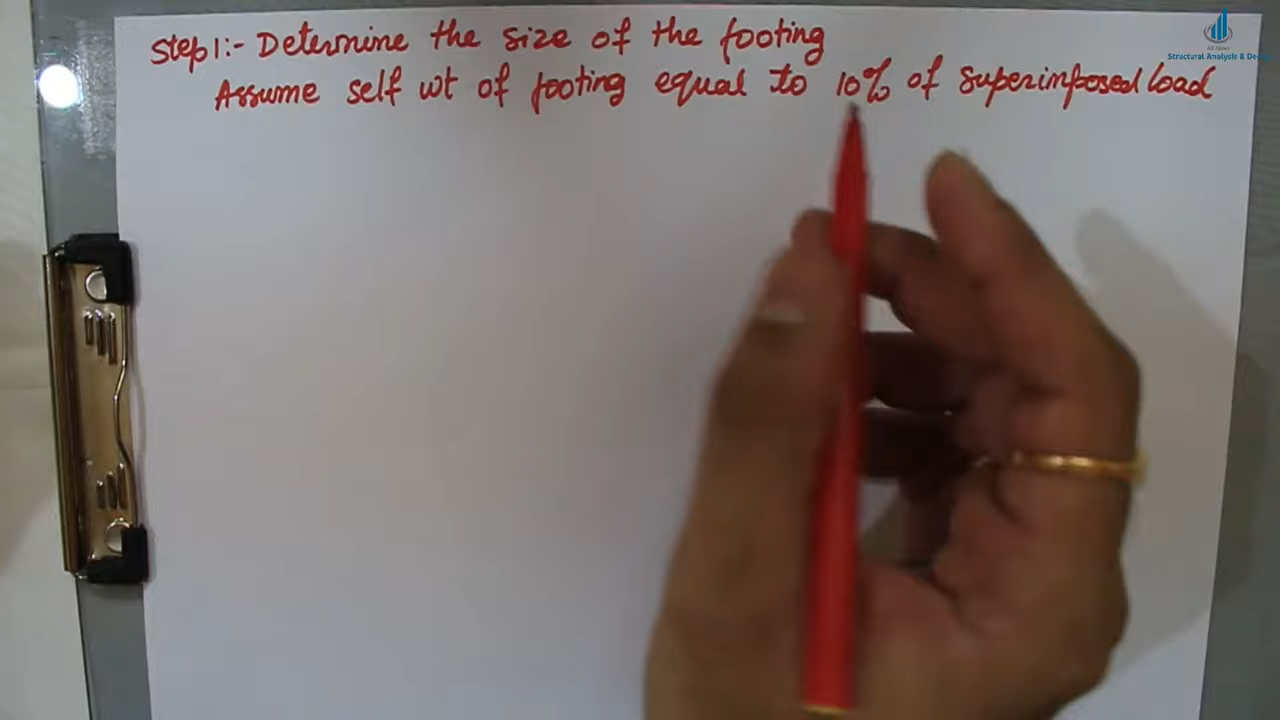 Step1:- Determine the size of the footing
Assume self wt of footing equal to 10% of superimposed load
Structural Analysis & De